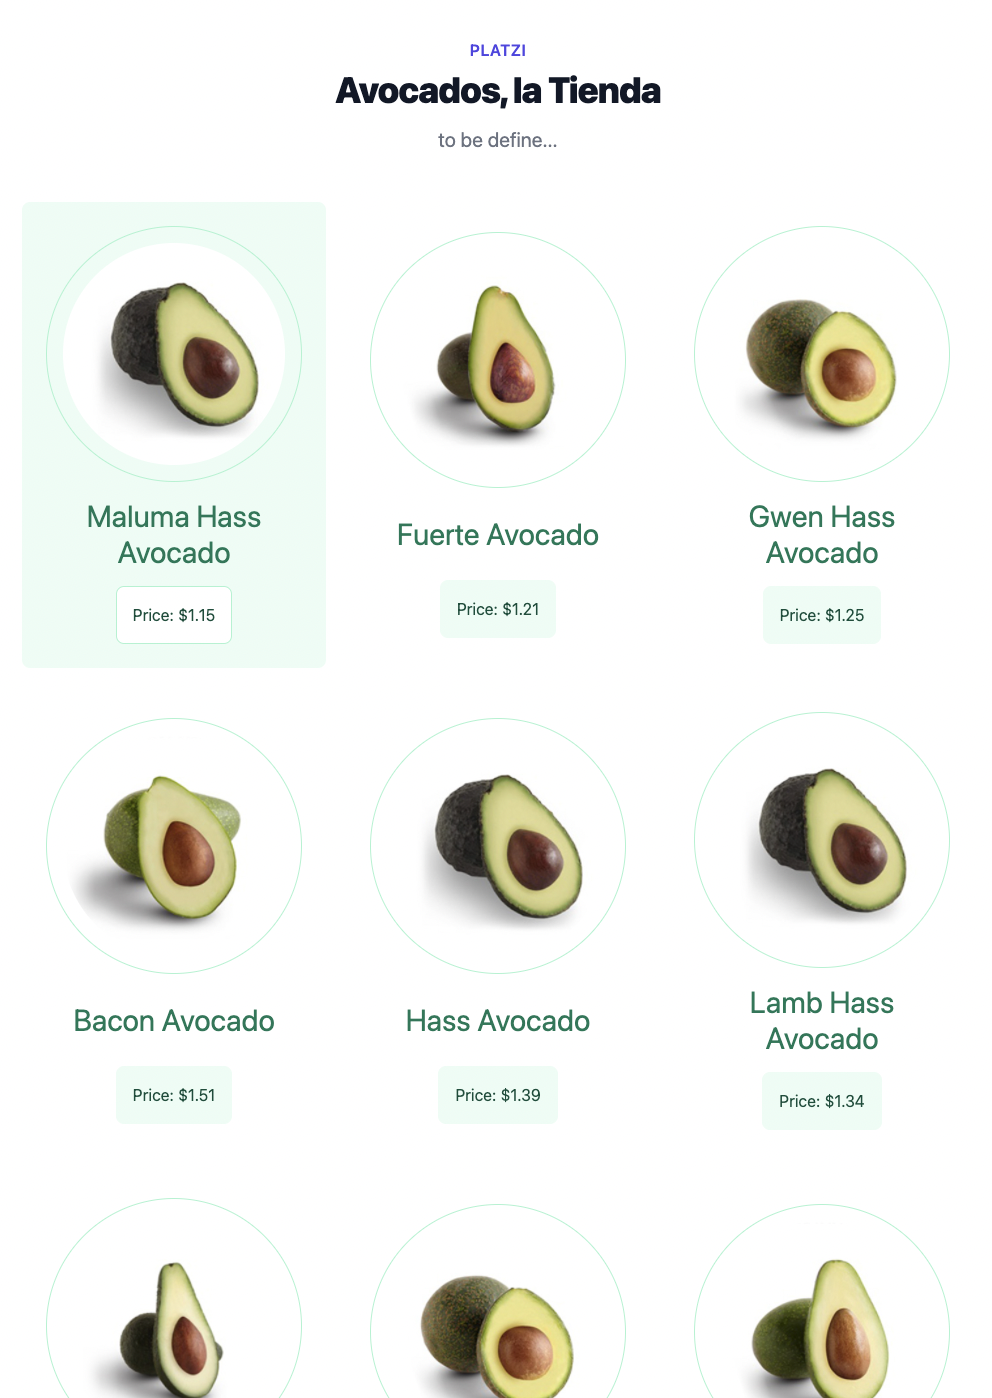 PLATZI
Avocados, la Tienda
to be define...
Maluma Hass
Avocado
Price: $1.15
Fuerte Avocado
Price: $1.21
Gwen Hass
Avocado
Price: $1.25
Bacon Avocado
Price: $1.51
Hass Avocado
Price: $1.39
Lamb Hass
Avocado
Price: $1.34